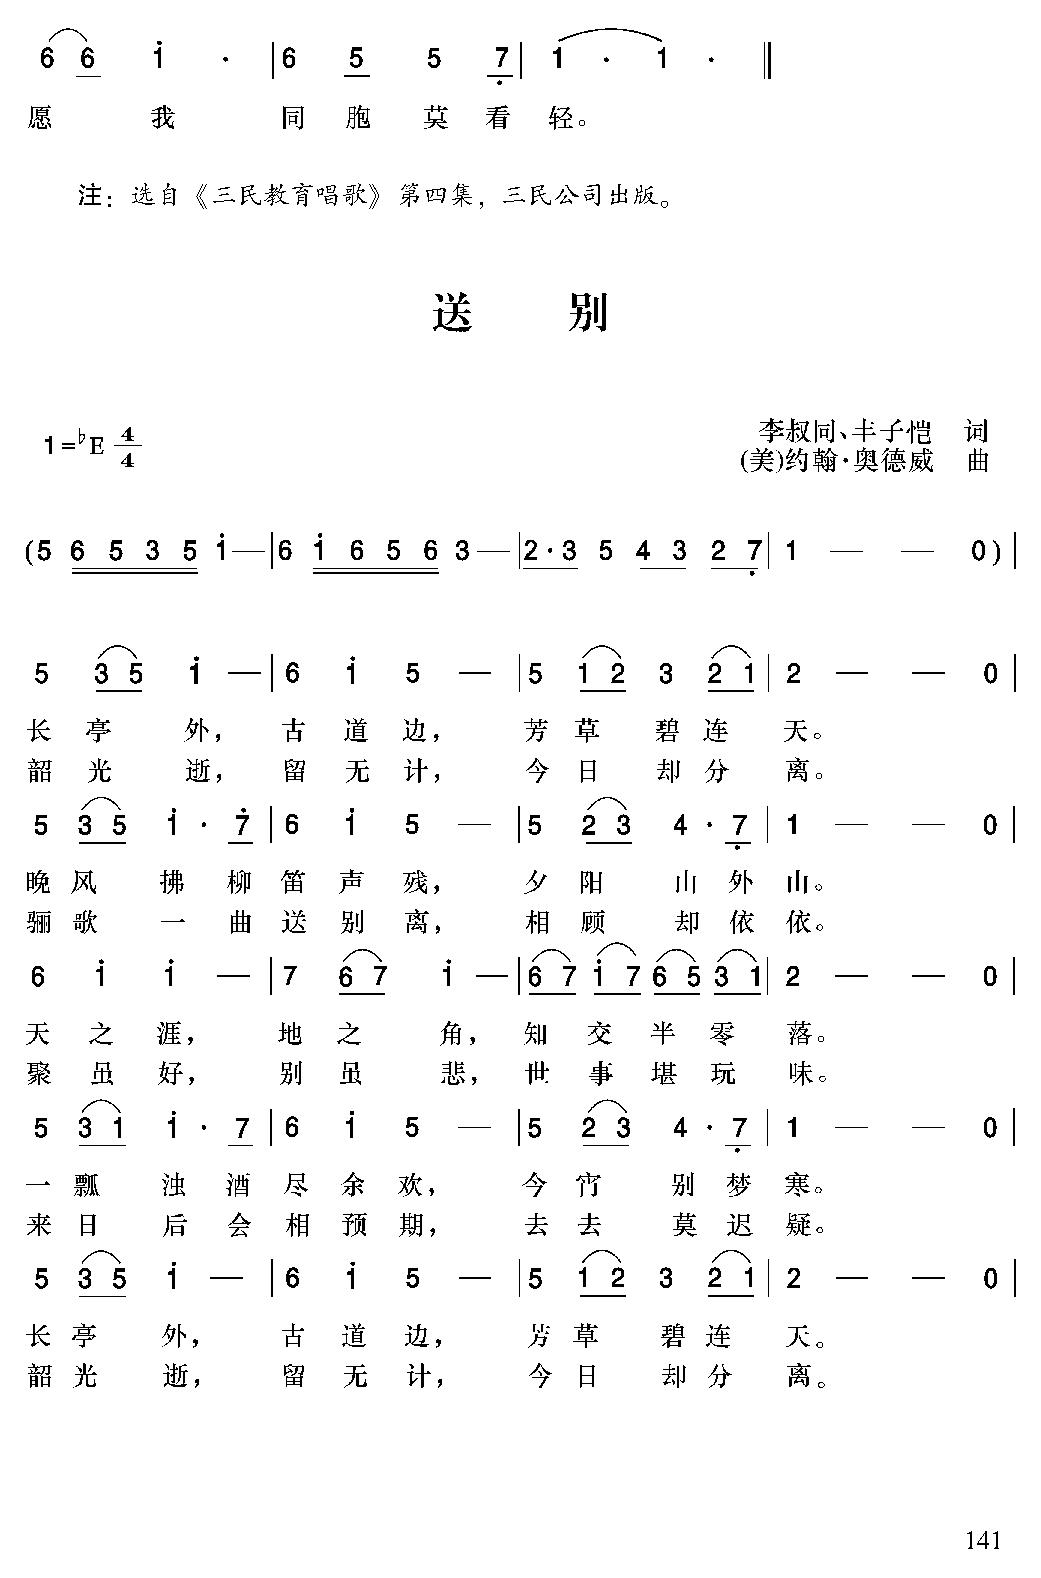 6 6 i · | 6 5 5 7 | 1 · 1 · ‖
愿 我 同 胞 莫 看 轻。
注：选自《三民教育唱歌》第四集，三民公司出版。
送 别
1=♭E 4/4
李叔同、丰子恺 词
(美)约翰·奥德威 曲
(5 6 5 3 5 i — | 6 i 6 5 6 3 — | 2·3 5 4 3 2 7 | 1 — — 0) |
5 3 5 i — | 6 i 5 — | 5 1 2 3 2 1 | 2 — — 0 |
长 亭 外， 古 道 边， 芳 草 碧 连 天。
韶 光 逝， 留 无 计， 今 日 却 分 离。
5 3 5 i · 7 | 6 i 5 — | 5 2 3 4 · 7 | 1 — — 0 |
晚 风 拂 柳 笛 声 残， 夕 阳 山 外 山。
骊 歌 一 曲 送 别 离， 相 顾 却 依 依。
6 i i — | 7 6 7 i — | 6 7 i 7 6 5 3 1 | 2 — — 0 |
天 之 涯， 地 之 角， 知 交 半 零 落。
聚 虽 好， 别 虽 悲， 世 事 堪 玩 味。
5 3 1 i · 7 | 6 i 5 — | 5 2 3 4 · 7 | 1 — — 0 |
一 瓢 浊 酒 尽 余 欢， 今 宵 别 梦 寒。
来 日 后 会 相 预 期， 去 去 莫 迟 疑。
5 3 5 i — | 6 i 5 — | 5 1 2 3 2 1 | 2 — — 0 |
长 亭 外， 古 道 边， 芳 草 碧 连 天。
韶 光 逝， 留 无 计， 今 日 却 分 离。
141